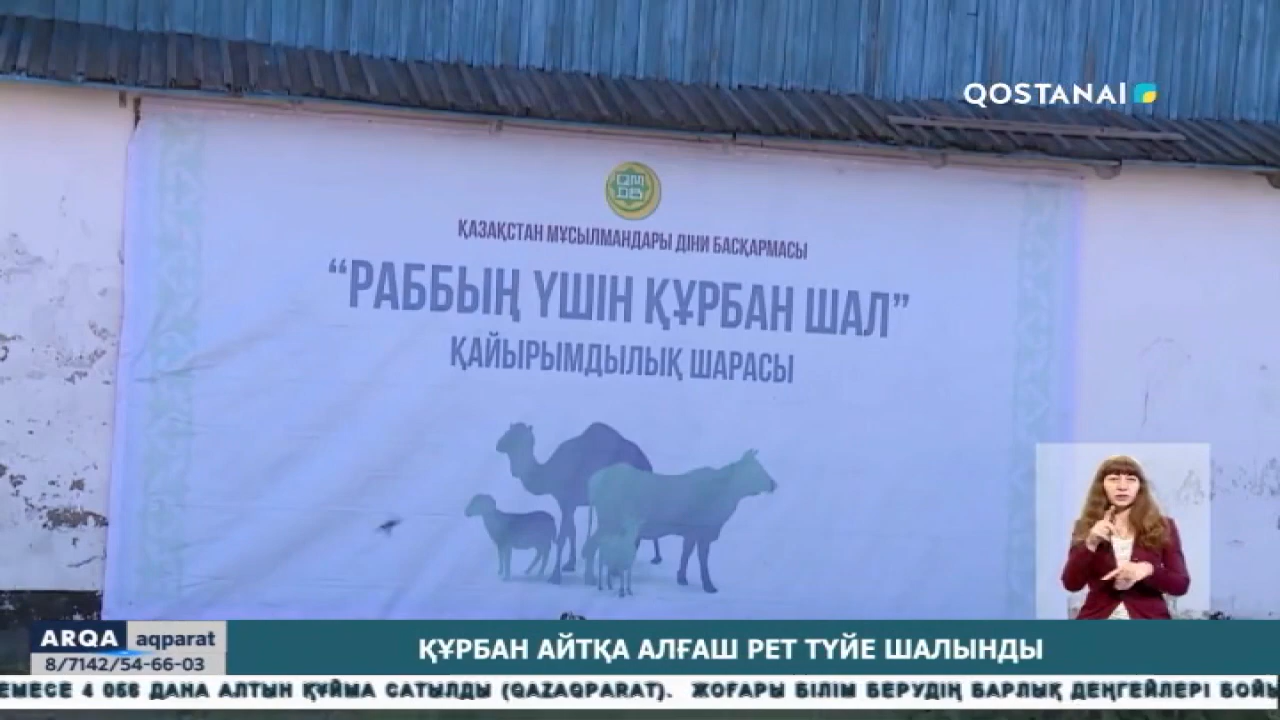 QOSTANAI
QMDB
ҚАЗАҚСТАН МҰСЫЛМАНДАРЫ ДІНИ БАСҚАРМАСЫ
“РАББЫҢ ҮШІН ҚҰРБАН ШАЛ”
ҚАЙЫРЫМДЫЛЫҚ ШАРАСЫ
ARQA aqparat
8/7142/54-66-03
ҚҰРБАН АЙТҚА АЛҒАШ РЕТ ТҮЙЕ ШАЛЫНДЫ
ЕМЕСЕ 4 056 ДАНА АЛТЫН ҚҰЙМА САТЫЛДЫ (QAZAQPARAT). ЖОҒАРЫ БІЛІМ БЕРУДІҢ БАРЛЫҚ ДЕҢГЕЙЛЕРІ БОЙЫ